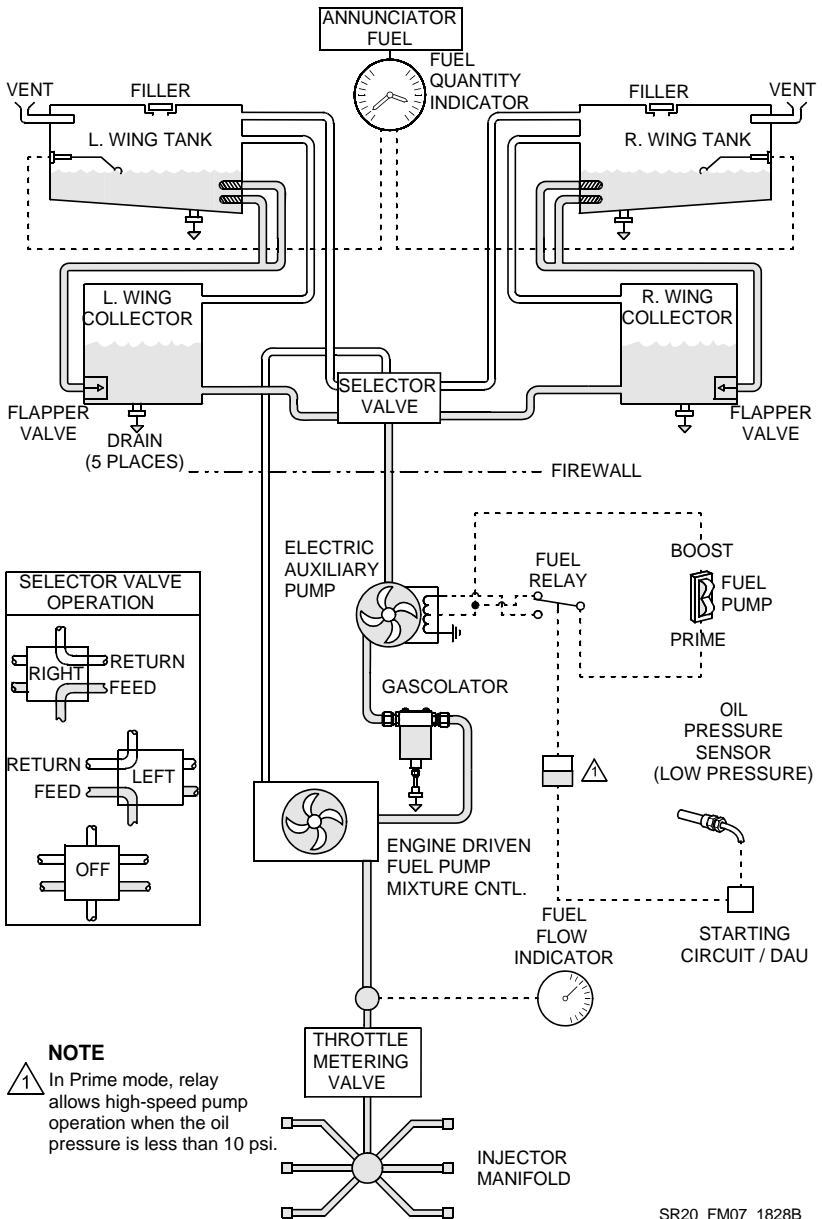 ANNUNCIATOR
FUEL
FUEL
QUANTITY
INDICATOR
VENT
FILLER
FILLER
VENT
L. WING TANK
R. WING TANK
L. WING
COLLECTOR
R. WING
COLLECTOR
SELECTOR
VALVE
FLAPPER
VALVE
DRAIN
(5 PLACES)
FLAPPER
VALVE
FIREWALL
ELECTRIC
AUXILIARY
PUMP
FUEL
RELAY
BOOST
FUEL
PUMP
PRIME
SELECTOR VALVE
OPERATION
RIGHT
RETURN
FEED
RETURN
LEFT
FEED
OFF
GASCOLATOR
OIL
PRESSURE
SENSOR
(LOW PRESSURE)
1
ENGINE DRIVEN
FUEL PUMP
MIXTURE CNTL.
STARTING
CIRCUIT / DAU
FUEL
FLOW
INDICATOR
THROTTLE
METERING
VALVE
NOTE
1
In Prime mode, relay
allows high-speed pump
operation when the oil
pressure is less than 10 psi.
INJECTOR
MANIFOLD
SR20_FM07_1828B